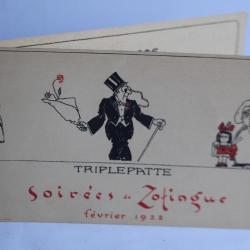 TRIPLEPATTE
Soirées de Zofingue
février 1922